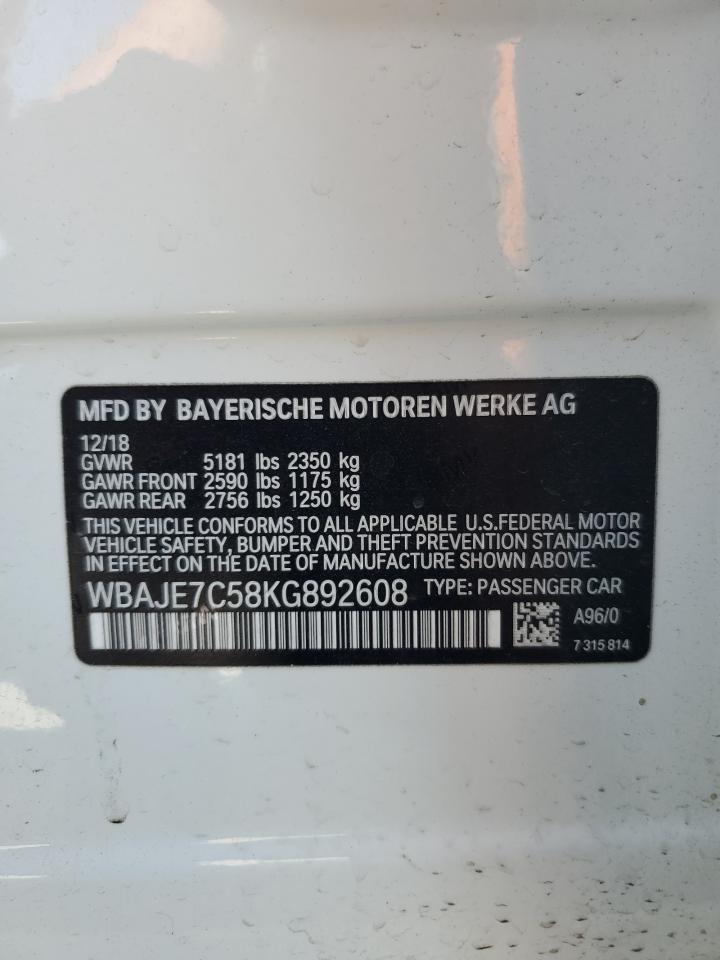 MFD BY BAYERISCHE MOTOREN WERKE AG
12/18
GVWR 5181 lbs 2350 kg
GAWR FRONT 2590 lbs 1175 kg
GAWR REAR 2756 lbs 1250 kg
THIS VEHICLE CONFORMS TO ALL APPLICABLE U.S.FEDERAL MOTOR
VEHICLE SAFETY, BUMPER AND THEFT PREVENTION STANDARDS
IN EFFECT ON THE DATE OF MANUFACTURE SHOWN ABOVE.
WBAJE7C58KG892608 TYPE: PASSENGER CAR
A96/0
7 315 814